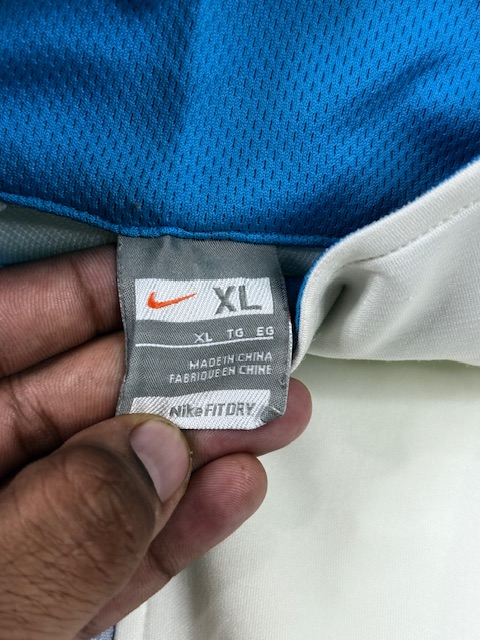 XL
XL TG EG
MADE IN CHINA
FABRIQUE EN CHINE
Nike FIT DRY